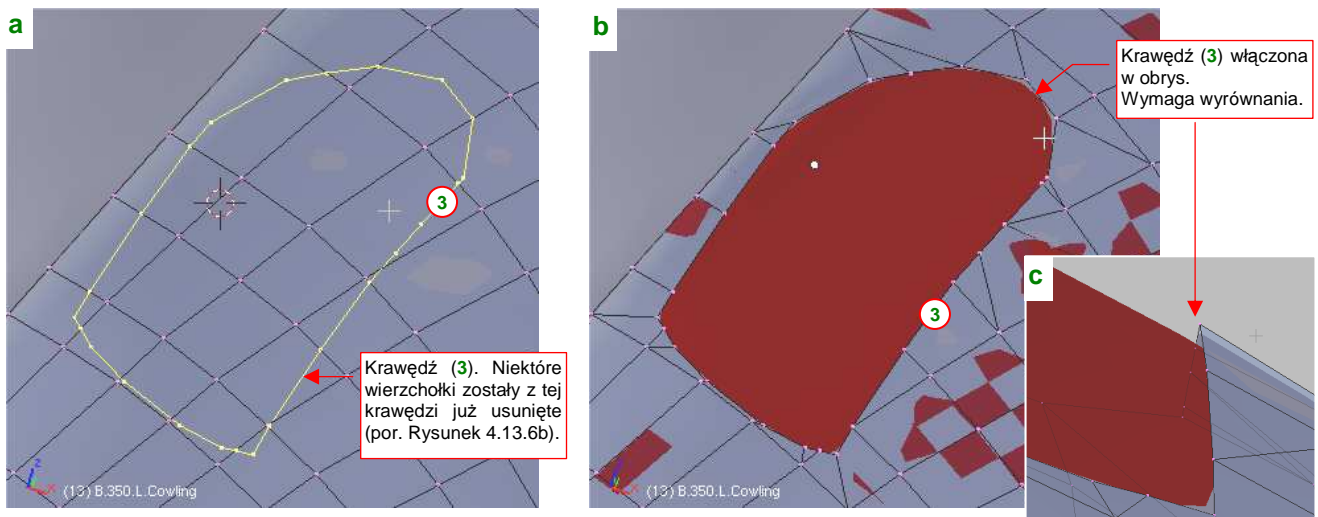 a
3
Krawędź (3). Niektóre
wierzchołki zostały z tej
krawędzi już usunięte
(por. Rysunek 4.13.6b).
z
x
(13) B.350.L.Cowling
b
Krawędź (3) włączona
w obrys.
Wymaga wyrównania.
3
c
z
x
(13) B.350.L.Cowling